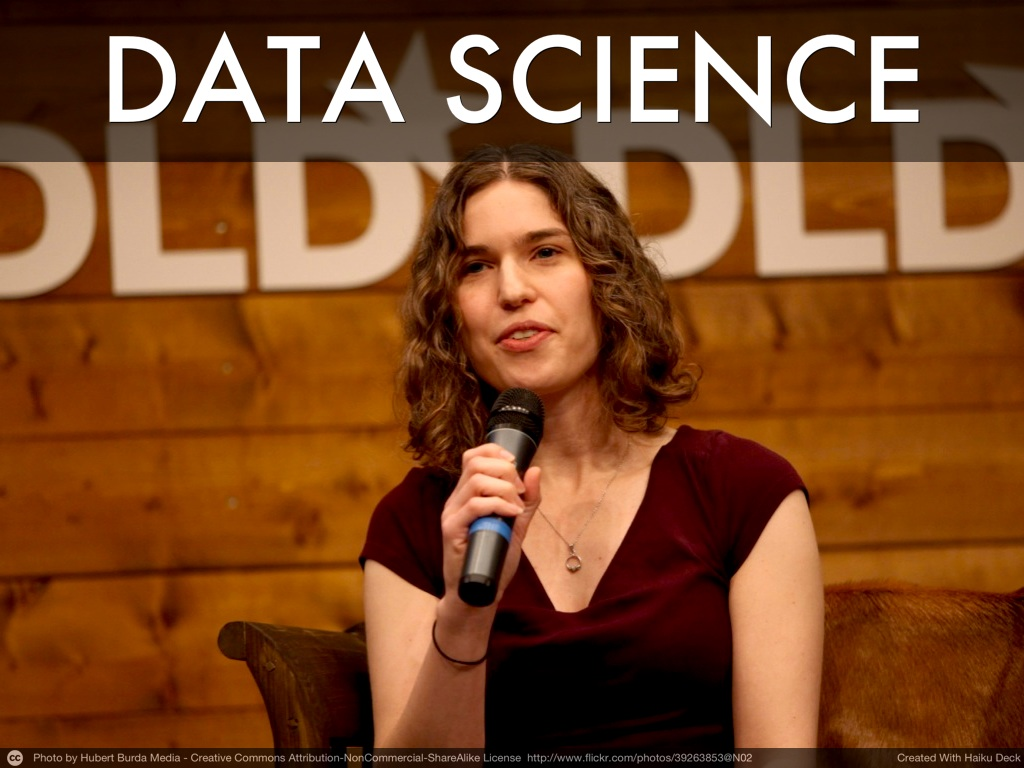 DATA SCIENCE
DLD DLD
cc Photo by Hubert Burda Media - Creative Commons Attribution-NonCommercial-ShareAlike License http://www.flickr.com/photos/39263853@N02 Created With Haiku Deck